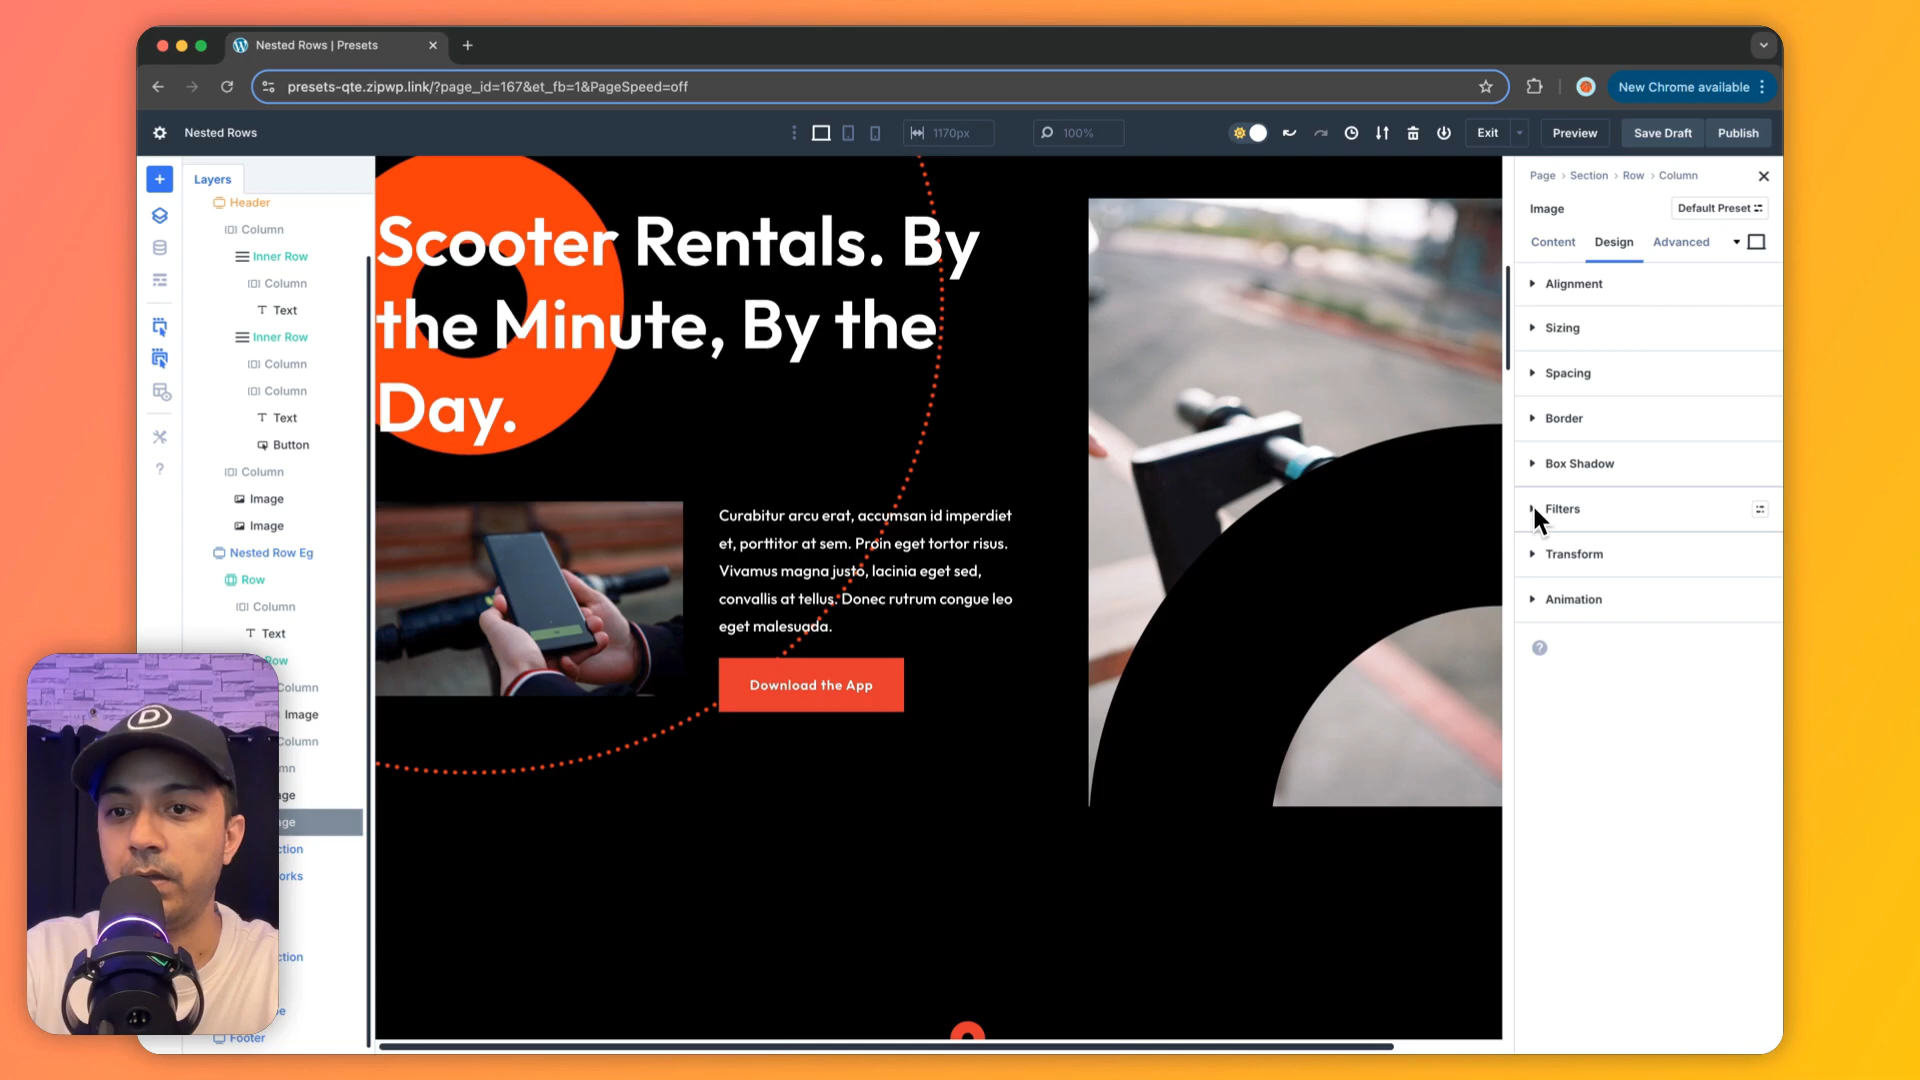 Nested Rows | Presets
presets-qte.zipwp.link/?page_id=167&et_fb=1&PageSpeed=off
New Chrome available
Nested Rows
1170px
100%
Exit
Preview
Save Draft
Publish
Layers
Header
Column
Inner Row
Column
Text
Inner Row
Column
Column
Text
Button
Column
Image
Image
Nested Row Eg
Row
Column
Text
Row
Column
Image
Column
Footer
Scooter Rentals. By
the Minute, By the
Day.
Curabitur arcu erat, accumsan id imperdiet
et, porttitor at sem. Proin eget tortor risus.
Vivamus magna justo, lacinia eget sed,
convallis at tellus. Donec rutrum congue leo
eget malesuada.
Download the App
Page > Section > Row > Column
Image
Default Preset
Content
Design
Advanced
Alignment
Sizing
Spacing
Border
Box Shadow
Filters
Transform
Animation